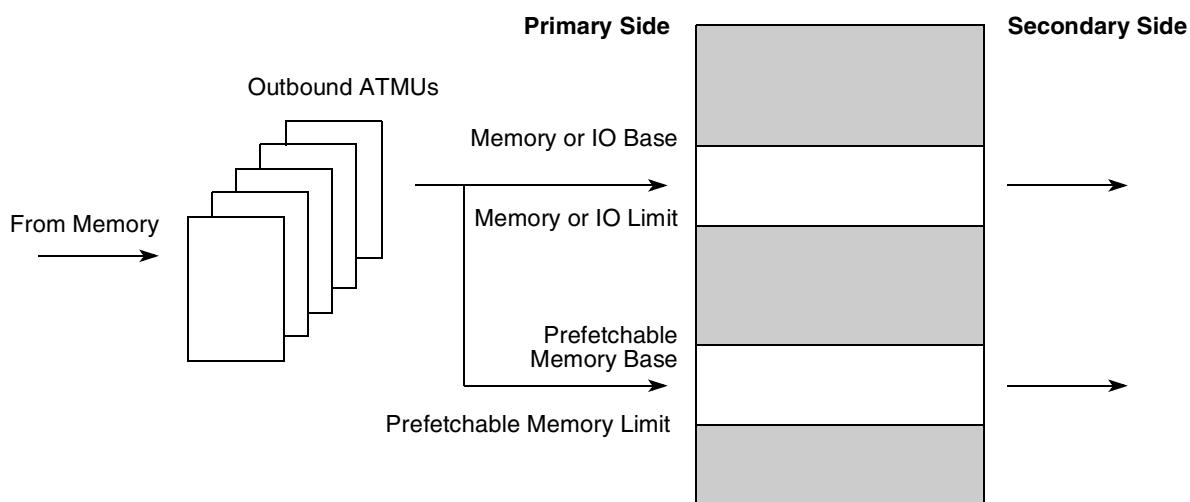 Primary Side
Secondary Side
Outbound ATMUs
Memory or IO Base
From Memory
Memory or IO Limit
Prefetchable
Memory Base
Prefetchable Memory Limit